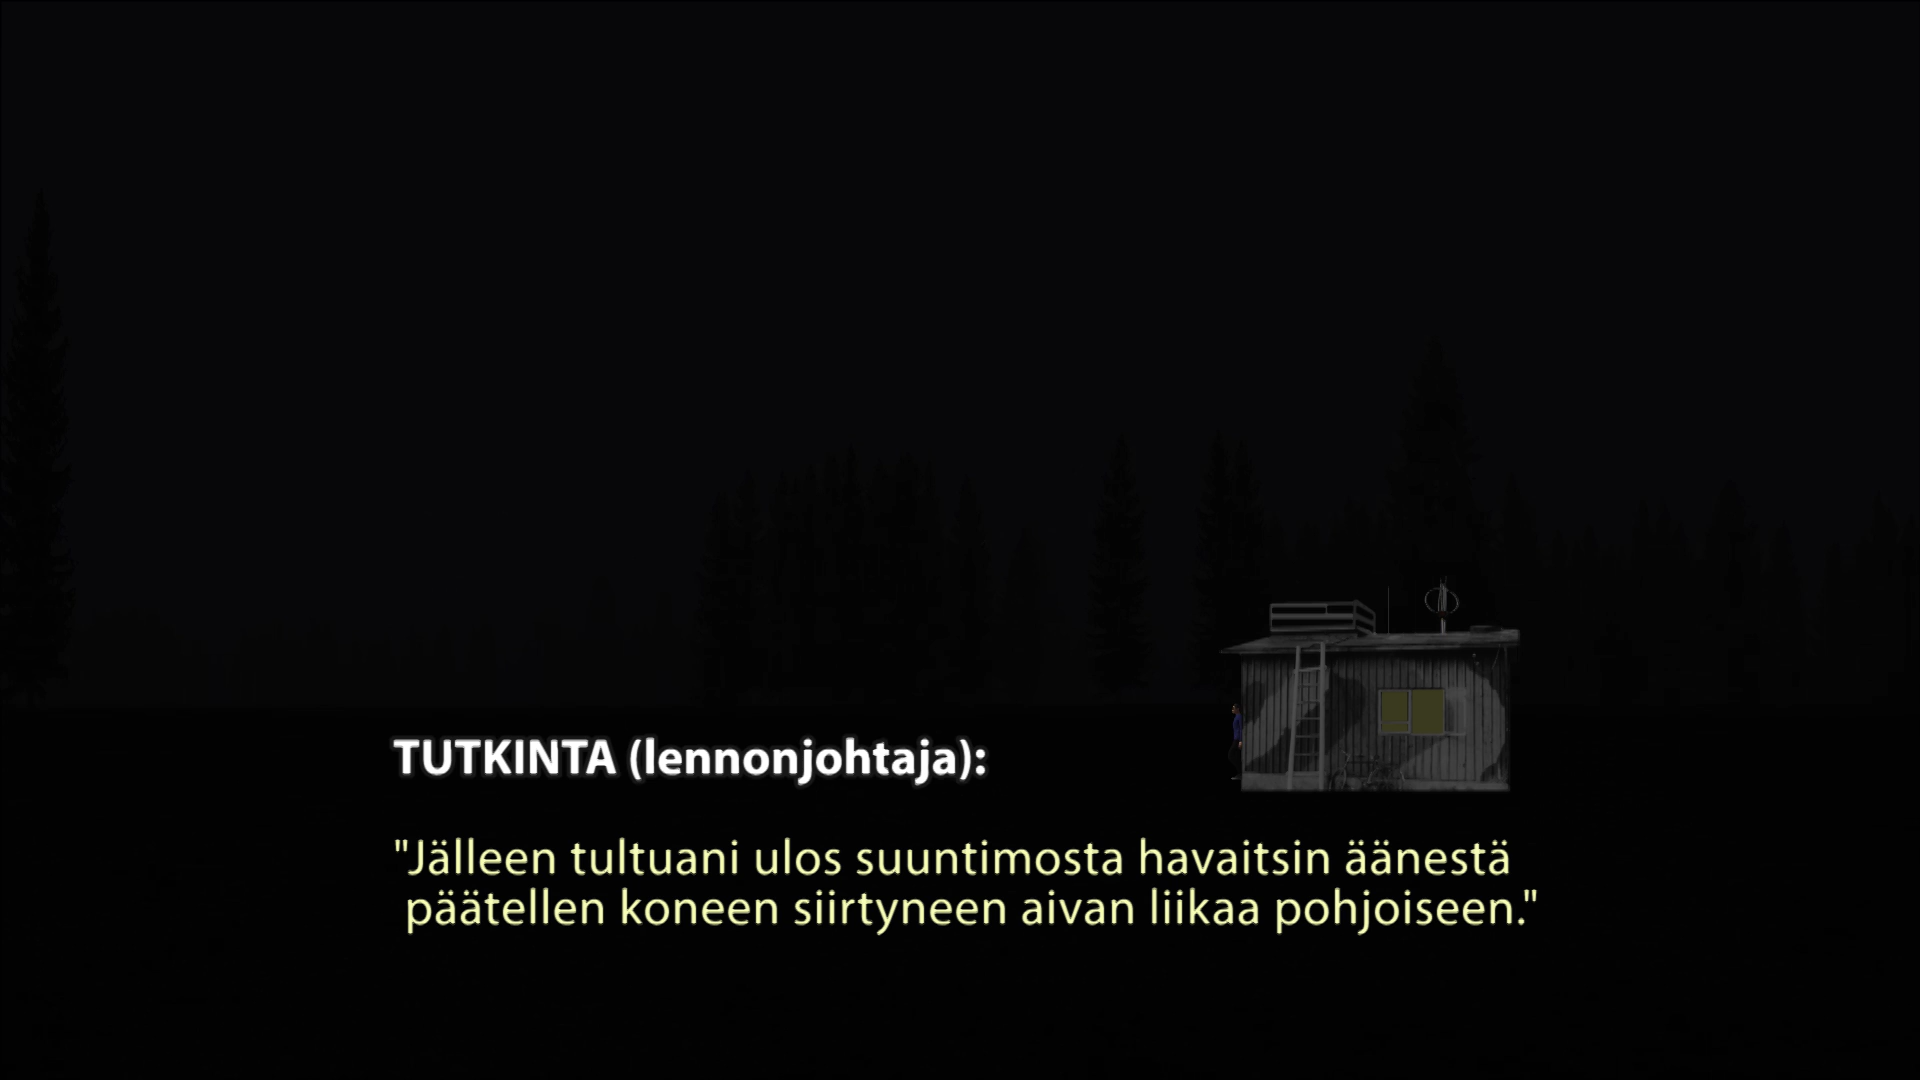 TUTKINTA (lennonjohtaja):
"Jälleen tultuani ulos suuntimosta havaitsin äänestä
päätellen koneen siirtyneen aivan liikaa pohjoiseen."